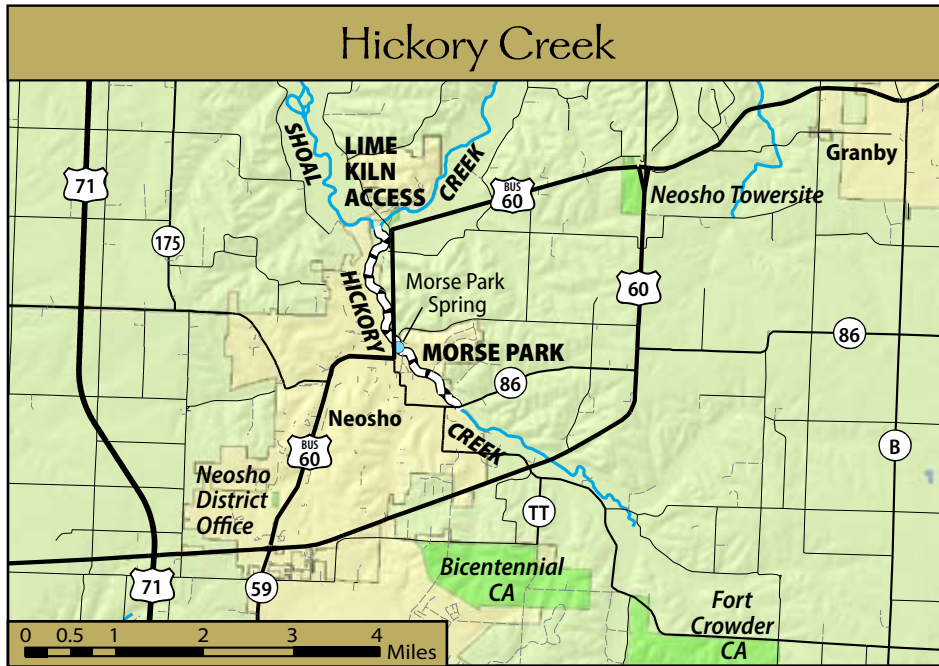 Hickory Creek
SHOAL
CREEK
LIME
KILN
ACCESS
71
BUS
60
Granby
Neosho Towersite
175
HICKORY
Morse Park
Spring
60
86
MORSE PARK
86
Neosho
CREEK
BUS
60
B
Neosho
District
Office
TT
Bicentennial
CA
71
59
Fort
Crowder
CA
0 0.5 1 2 3 4
Miles